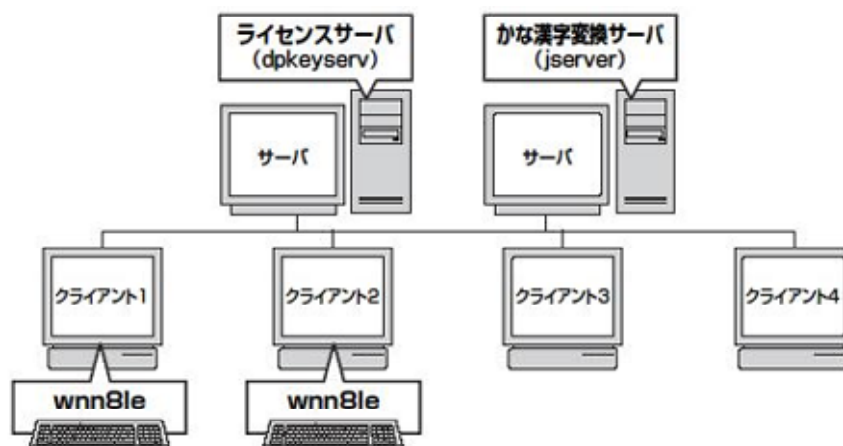 ライセンスサーバ
(dpkeyserv)
かな漢字変換サーバ
(jserver)
サーバ
サーバ
クライアント1
クライアント2
クライアント3
クライアント4
wnn8le
wnn8le